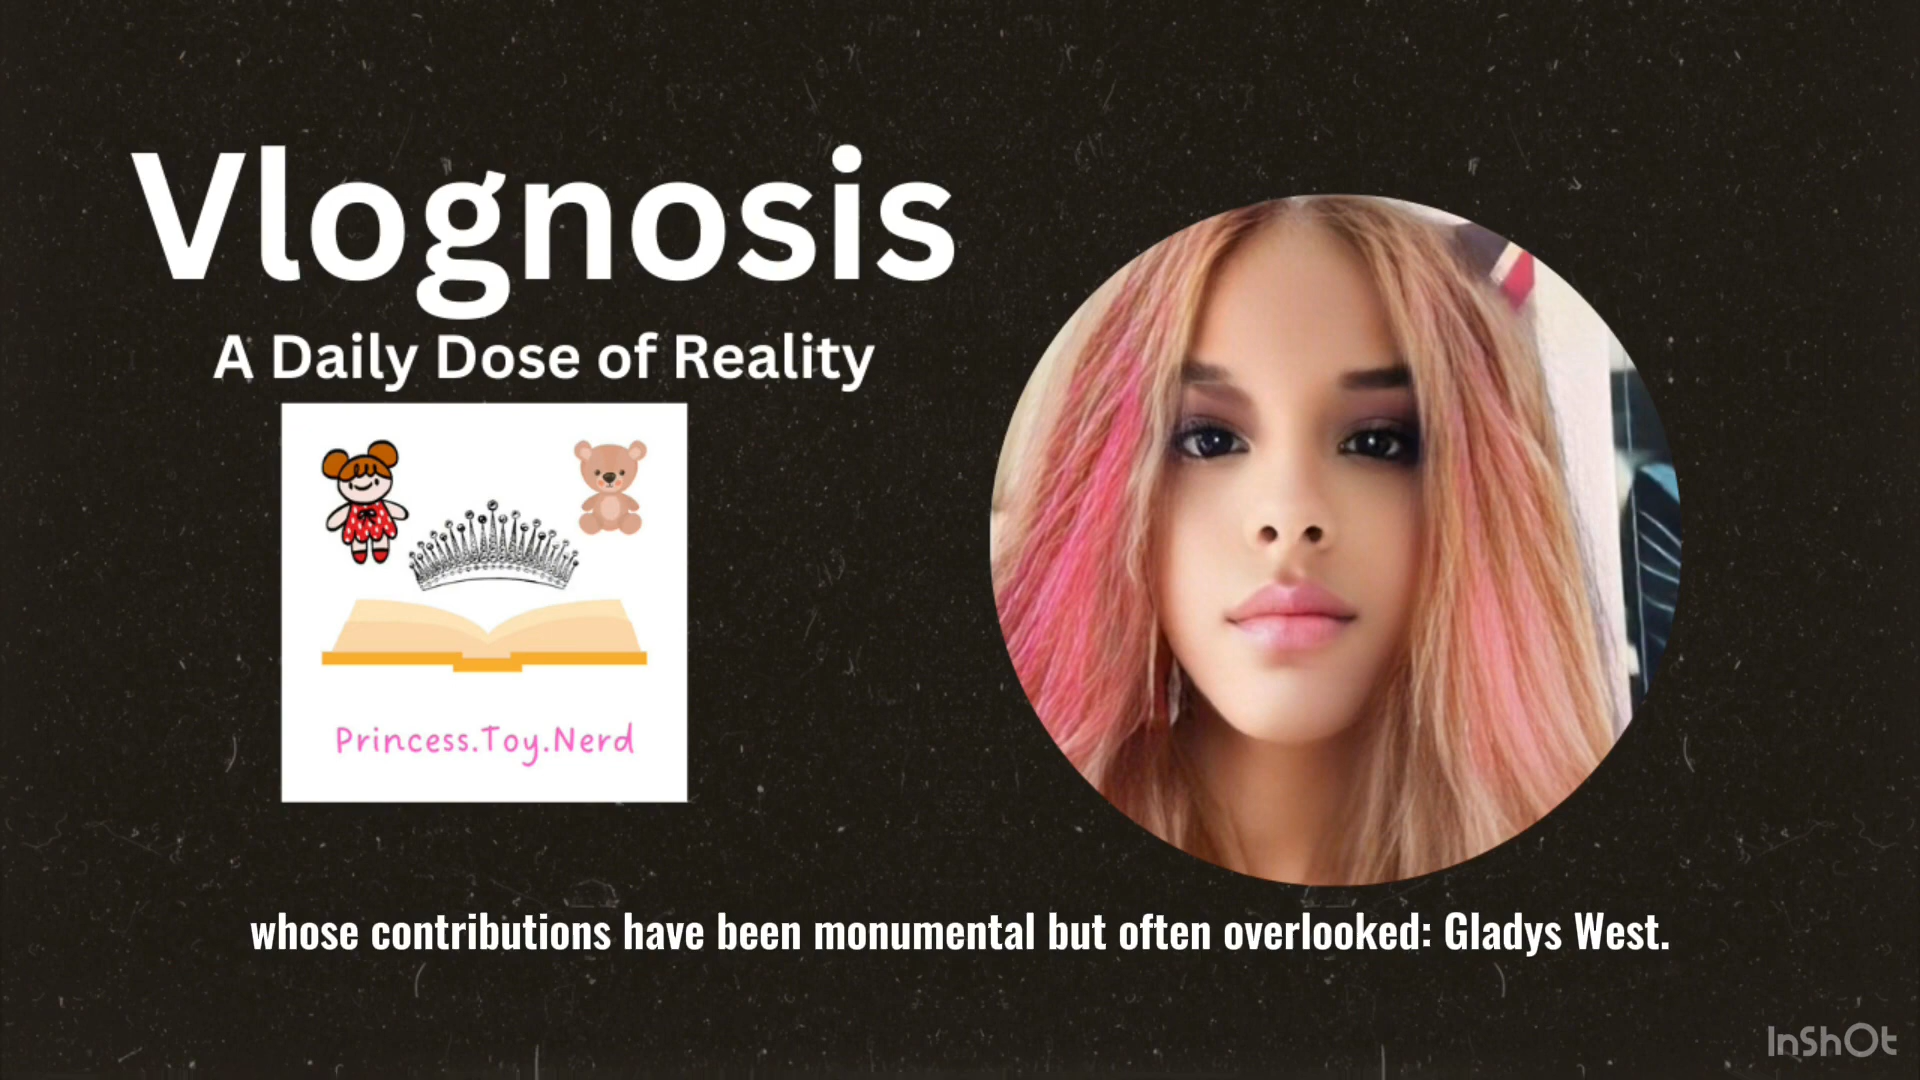 Vlognosis
A Daily Dose of Reality
Princess.Toy.Nerd
whose contributions have been monumental but often overlooked: Gladys West.
InShOt